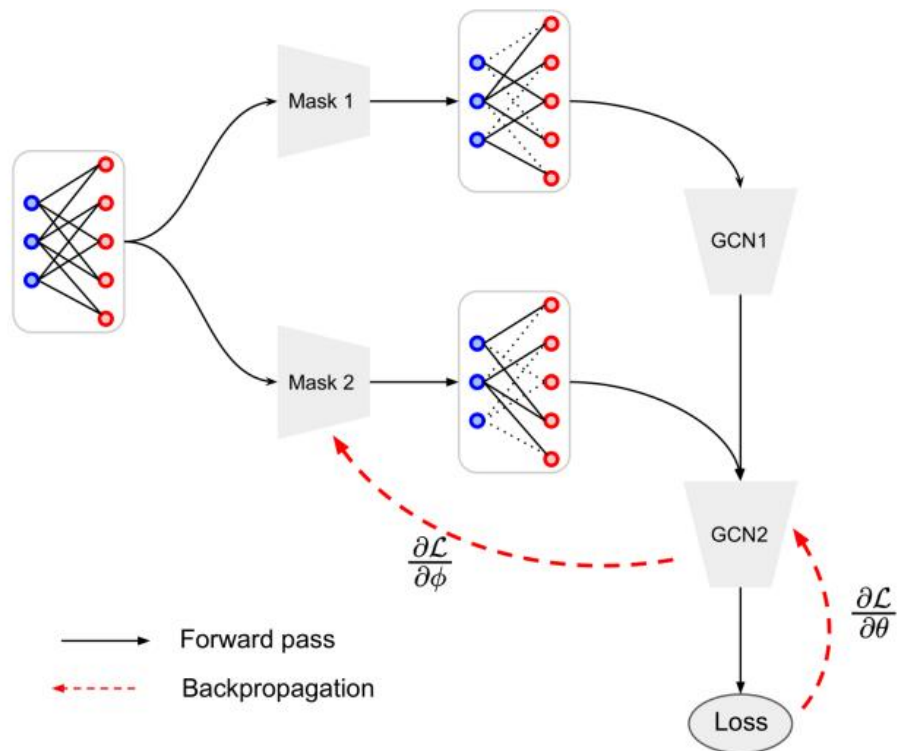 Mask 1
GCN1
Mask 2
GCN2
∂ℒ
∂ϕ
∂ℒ
∂θ
Forward pass
Backpropagation
Loss